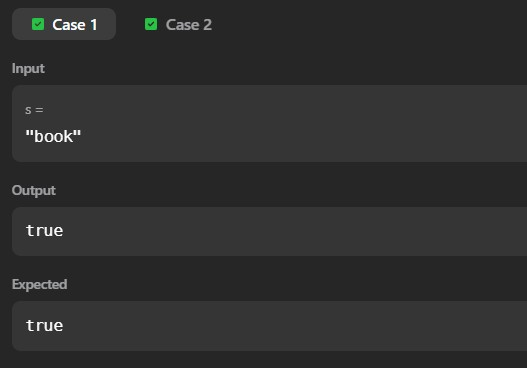 Case 1
Case 2
Input
s =
"book"
Output
true
Expected
true